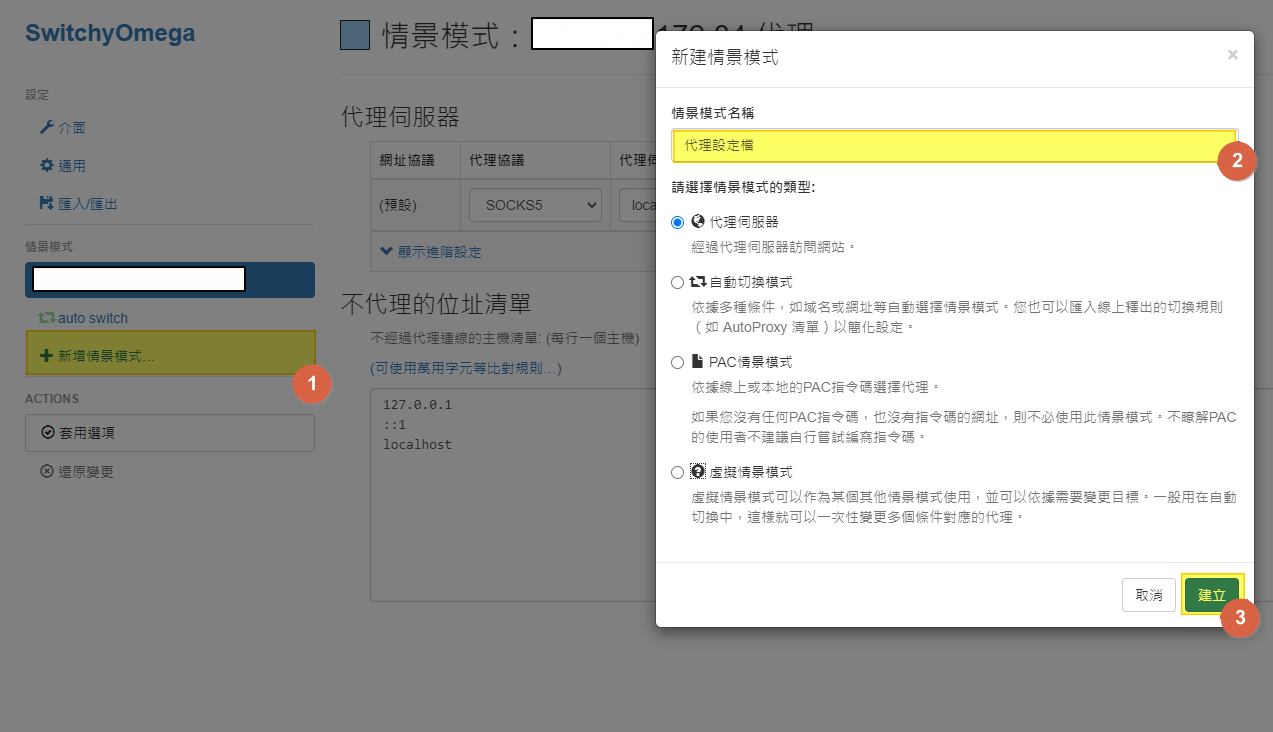 SwitchyOmega
設定
介面
通用
匯入/匯出
情景模式
auto switch
新增情景模式...
1
ACTIONS
套用選項
還原變更
情景模式：
代理伺服器
網址協議 代理協議
(預設) SOCKS5
顯示進階設定
不代理的位址清單
不經過代理連線的主機清單: (每行一個主機)
(可使用萬用字元等比對規則...)
127.0.0.1
::1
localhost
新建情景模式
×
情景模式名稱
代理設定檔
2
請選擇情景模式的類型:
代理伺服器
經過代理伺服器訪問網站。
自動切換模式
依據多種條件，如域名或網址等自動選擇情景模式。您也可以匯入線上釋出的切換規則
（如 AutoProxy 清單）以簡化設定。
PAC情景模式
依據線上或本地的PAC指令碼選擇代理。
如果您沒有任何PAC指令碼，也沒有指令碼的網址，則不必使用此情景模式。不瞭解PAC
的使用者不建議自行嘗試編寫指令碼。
虛擬情景模式
虛擬情景模式可以作為某個其他情景模式使用，並可以依據需要變更目標。一般用在自動
切換中，這樣就可以一次性變更多個條件對應的代理。
取消
建立
3